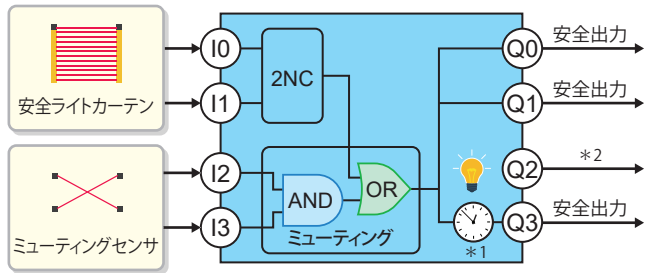 安全ライトカーテン
ミューティングセンサ
I0
I1
I2
I3
2NC
AND
OR
ミューティング
*1
Q0
Q1
Q2
Q3
安全出力
安全出力
*2
安全出力